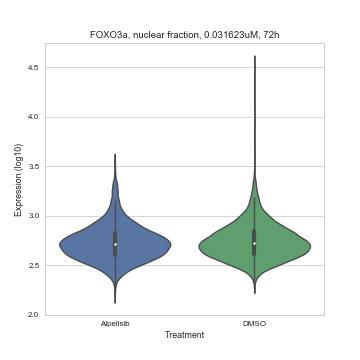 FOXO3a, nuclear fraction, 0.031623uM, 72h
4.5
4.0
3.5
3.0
2.5
2.0
Expression (log10)
Alpelisib
DMSO
Treatment